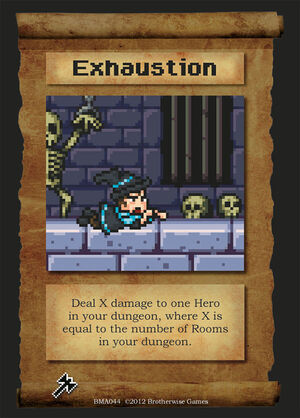 Exhaustion
Deal X damage to one Hero
in your dungeon, where X is
equal to the number of Rooms
in your dungeon.
BMA044 ©2012 Brotherwise Games